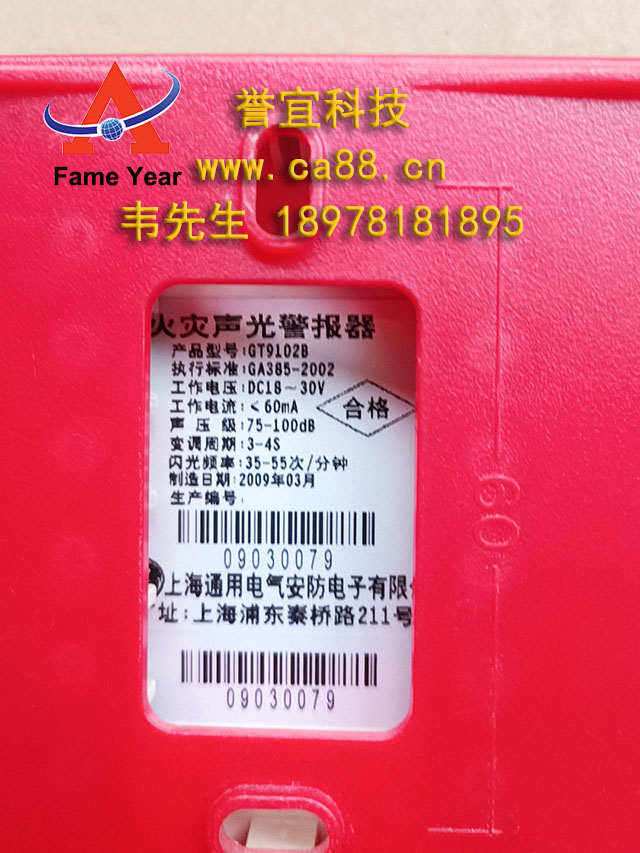 誉宜科技
Fame Year
www.ca88.cn
韦先生 18978181895
火灾声光警报器
产品型号:GT9102B
执行标准:GA385-2002
工作电压:DC18～30V
工作电流:<60mA
合格
声 压 级:75-100dB
变调周期:3-4S
闪光频率:35-55次/分钟
制造日期:2009年03月
生产编号:
09030079
上海通用电气安防电子有限
址:上海浦东秦桥路211号
09030079
60